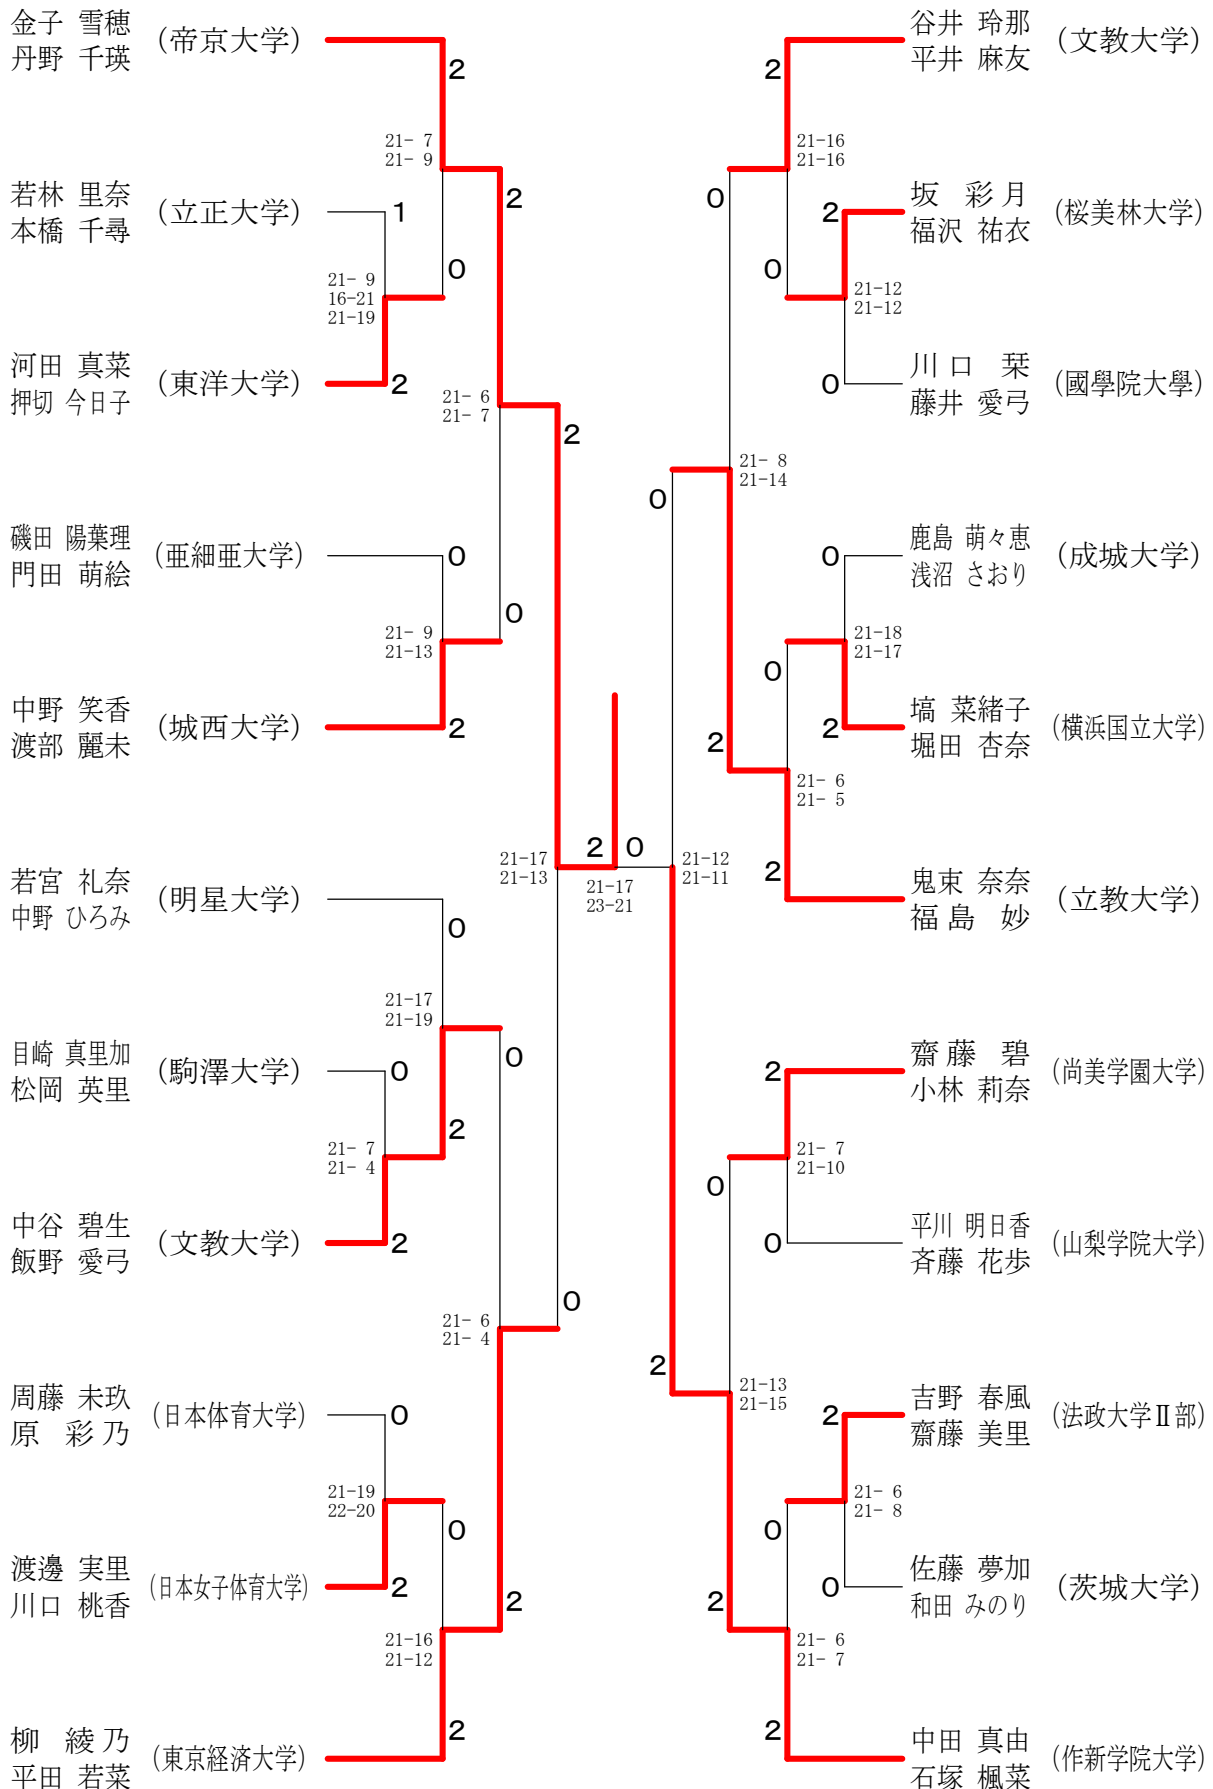 金子 雪穂
丹野 千瑛
(帝京大学)
2
21- 7
21- 9
若林 里奈
本橋 千尋
(立正大学)
1
2
0
21- 9
16-21
21-19
河田 真菜
押切 今日子
(東洋大学)
2
21- 6
21- 7
2
磯田 陽葉理
門田 萌絵
(亜細亜大学)
0
0
21- 9
21-13
中野 笑香
渡部 麗未
(城西大学)
2
21-17
21-13
若宮 礼奈
中野 ひろみ
(明星大学)
0
21-17
21-19
目崎 真里加
松岡 英里
(駒澤大学)
0
0
2
21- 7
21- 4
中谷 碧生
飯野 愛弓
(文教大学)
2
0
21- 6
21- 4
周藤 未玖
原 彩乃
(日本体育大学)
0
21-19
22-20
0
渡邊 実里
川口 桃香
(日本女子体育大学)
2
2
21-16
21-12
柳 綾乃
平田 若菜
(東京経済大学)
2
2 0
21-17
23-21
谷井 玲那
平井 麻友
(文教大学)
2
21-16
21-16
0
坂 彩月
福沢 祐衣
(桜美林大学)
2
0
21-12
21-12
川口 栞
藤井 愛弓
(國學院大學)
0
21- 8
21-14
0
鹿島 萌々恵
浅沼 さおり
(成城大学)
0
21-18
21-17
0
塙 菜緒子
堀田 杏奈
(横浜国立大学)
2
2
21- 6
21- 5
21-12
21-11
2
鬼束 奈奈
福島 妙
(立教大学)
齋藤 碧
小林 莉奈
(尚美学園大学)
2
21- 7
21-10
0
平川 明日香
斉藤 花歩
(山梨学院大学)
0
2
21-13
21-15
吉野 春風
齋藤 美里
(法政大学Ⅱ部)
2
21- 6
21- 8
0
佐藤 夢加
和田 みのり
(茨城大学)
0
2
21- 6
21- 7
2
中田 真由
石塚 楓菜
(作新学院大学)